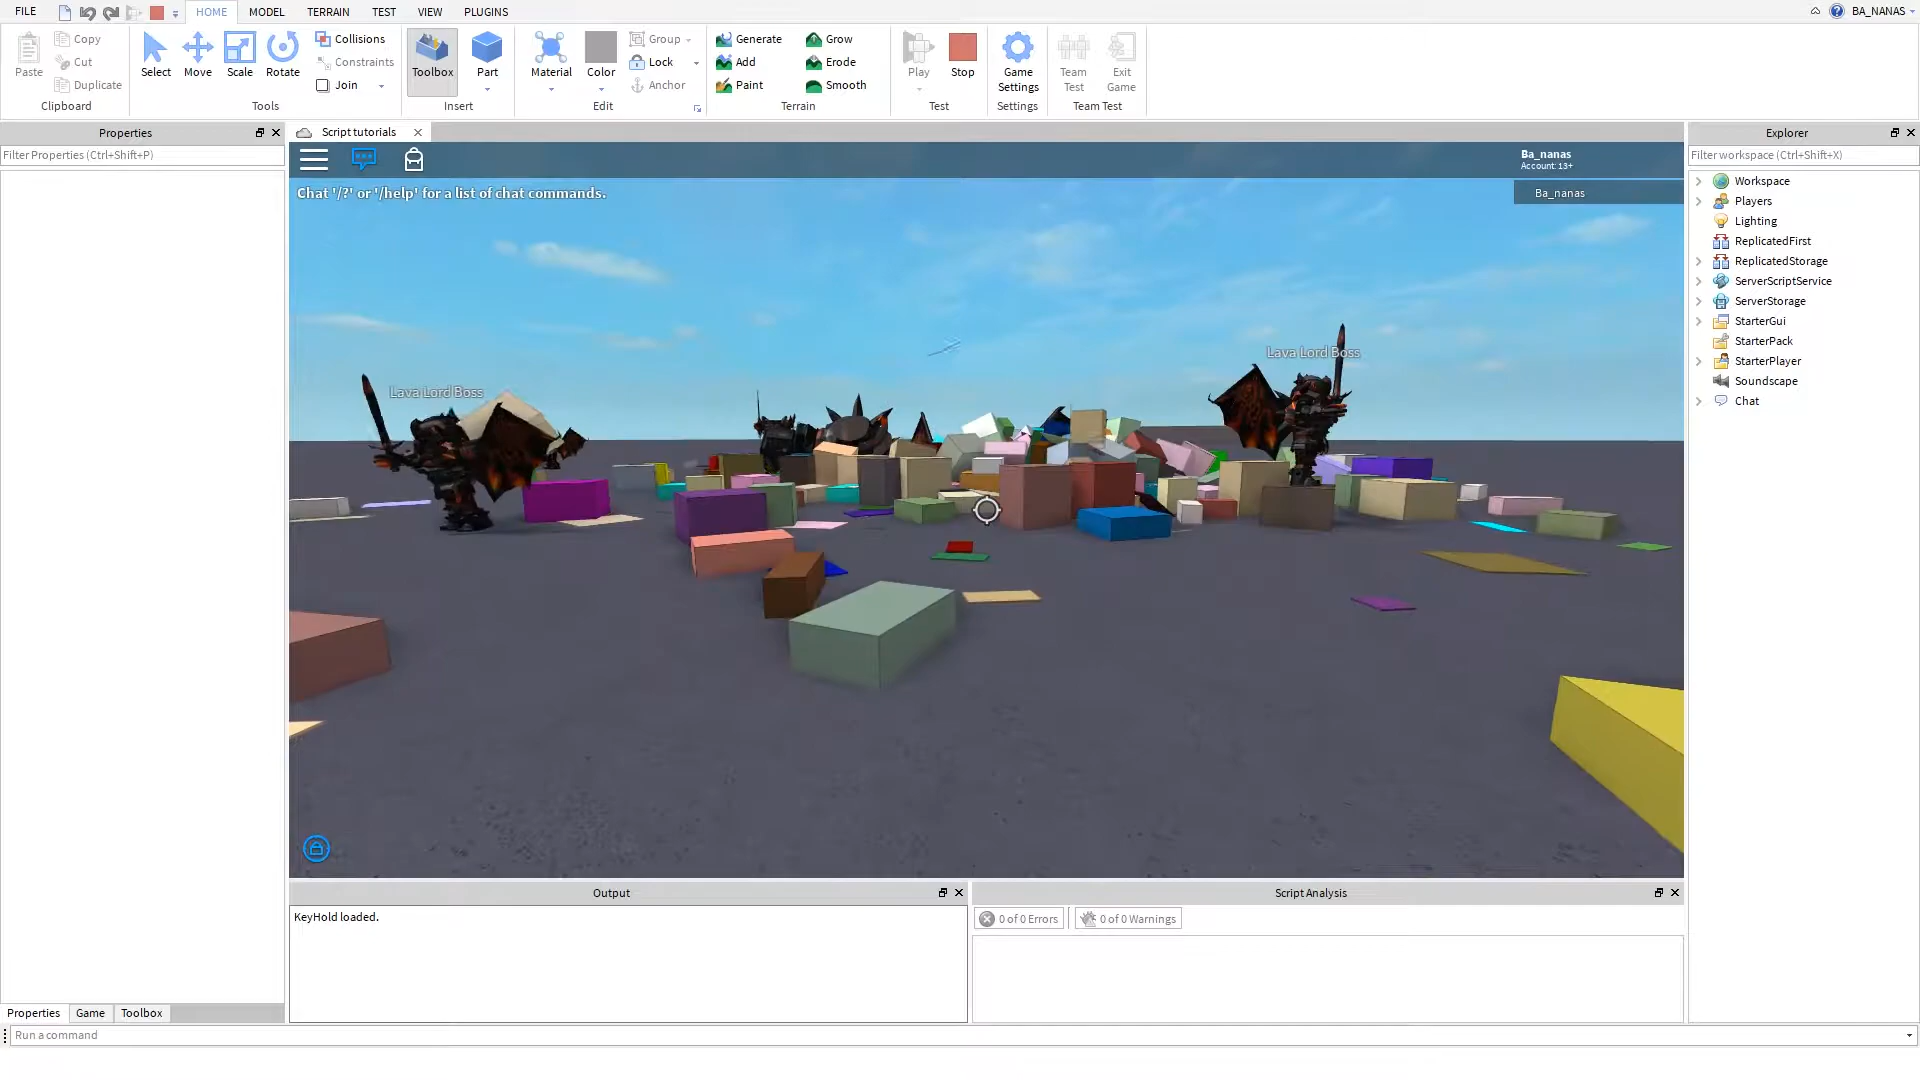 FILE
HOME
MODEL
TERRAIN
TEST
VIEW
PLUGINS
BA_NANAS
Paste
Copy
Cut
Duplicate
Clipboard
Select
Move
Scale
Rotate
Collisions
Constraints
Join
Tools
Toolbox
Part
Insert
Material
Color
Group
Lock
Anchor
Edit
Generate
Add
Paint
Grow
Erode
Smooth
Terrain
Play
Stop
Test
Game
Settings
Settings
Team
Test
Exit
Game
Team Test
Properties
Filter Properties (Ctrl+Shift+P)
Script tutorials
Ba_nanas
Account: 13+
Chat '/?' or '/help' for a list of chat commands.
Ba_nanas
Lava Lord Boss
Lava Lord Boss
Explorer
Filter workspace (Ctrl+Shift+X)
Workspace
Players
Lighting
ReplicatedFirst
ReplicatedStorage
ServerScriptService
ServerStorage
StarterGui
StarterPack
StarterPlayer
Soundscape
Chat
Output
KeyHold loaded.
Script Analysis
0 of 0 Errors
0 of 0 Warnings
Properties
Game
Toolbox
Run a command